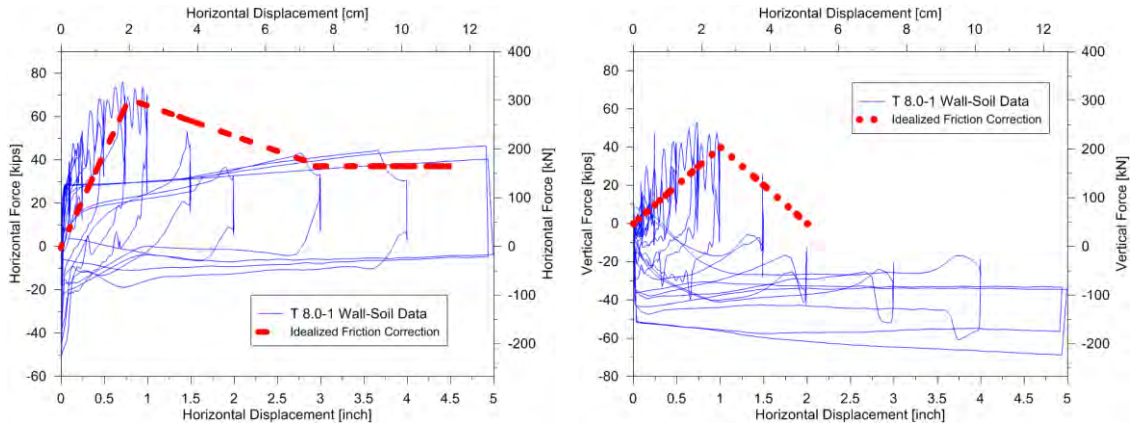 Horizontal Displacement [cm]
0 2 4 6 8 10 12
Horizontal Force [kips]
80
60
40
20
0
-20
-40
-60
400
300
200
100
0
-100
-200
Horizontal Force [kN]
T 8.0-1 Wall-Soil Data
Idealized Friction Correction
0 0.5 1 1.5 2 2.5 3 3.5 4 4.5 5
Horizontal Displacement [inch]
Horizontal Displacement [cm]
0 2 4 6 8 10 12
Vertical Force [kips]
80
60
40
20
0
-20
-40
-60
-80
400
300
200
100
0
-100
-200
Vertical Force [kN]
T 8.0-1 Wall-Soil Data
Idealized Friction Correction
0 0.5 1 1.5 2 2.5 3 3.5 4 4.5 5
Horizontal Displacement [inch]